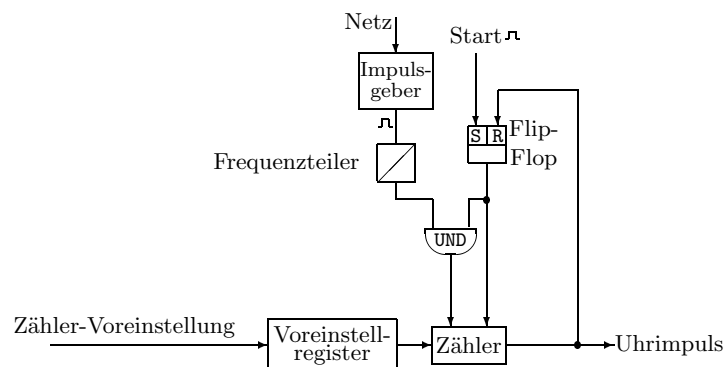 Netz
Start
Impuls-
geber
S R
Flip-
Flop
Frequenzteiler
UND
Zähler-Voreinstellung
Voreinstell-
register
Zähler
Uhrimpuls